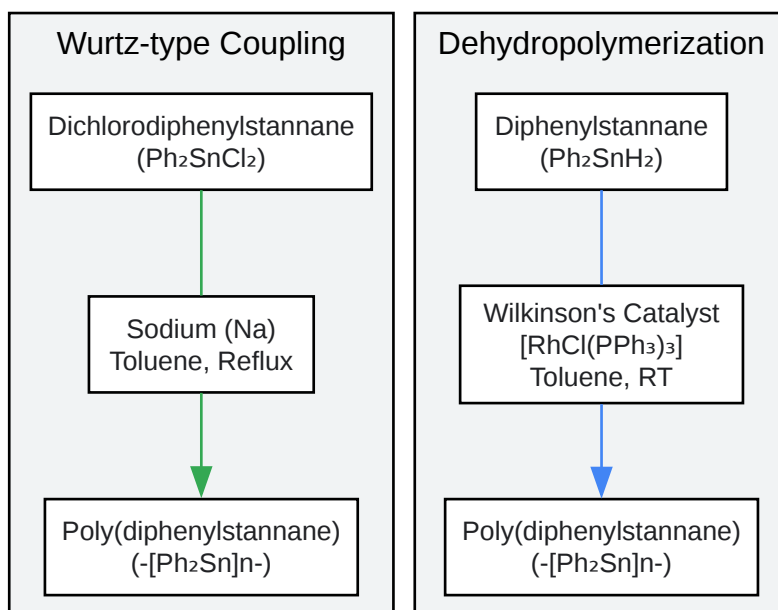 Wurtz-type Coupling
Dichlorodiphenylstannane
(Ph₂SnCl₂)
Sodium (Na)
Toluene, Reflux
Poly(diphenylstannane)
(-[Ph₂Sn]n-)
Dehydropolymerization
Diphenylstannane
(Ph₂SnH₂)
Wilkinson's Catalyst
[RhCl(PPh₃)₃]
Toluene, RT
Poly(diphenylstannane)
(-[Ph₂Sn]n-)